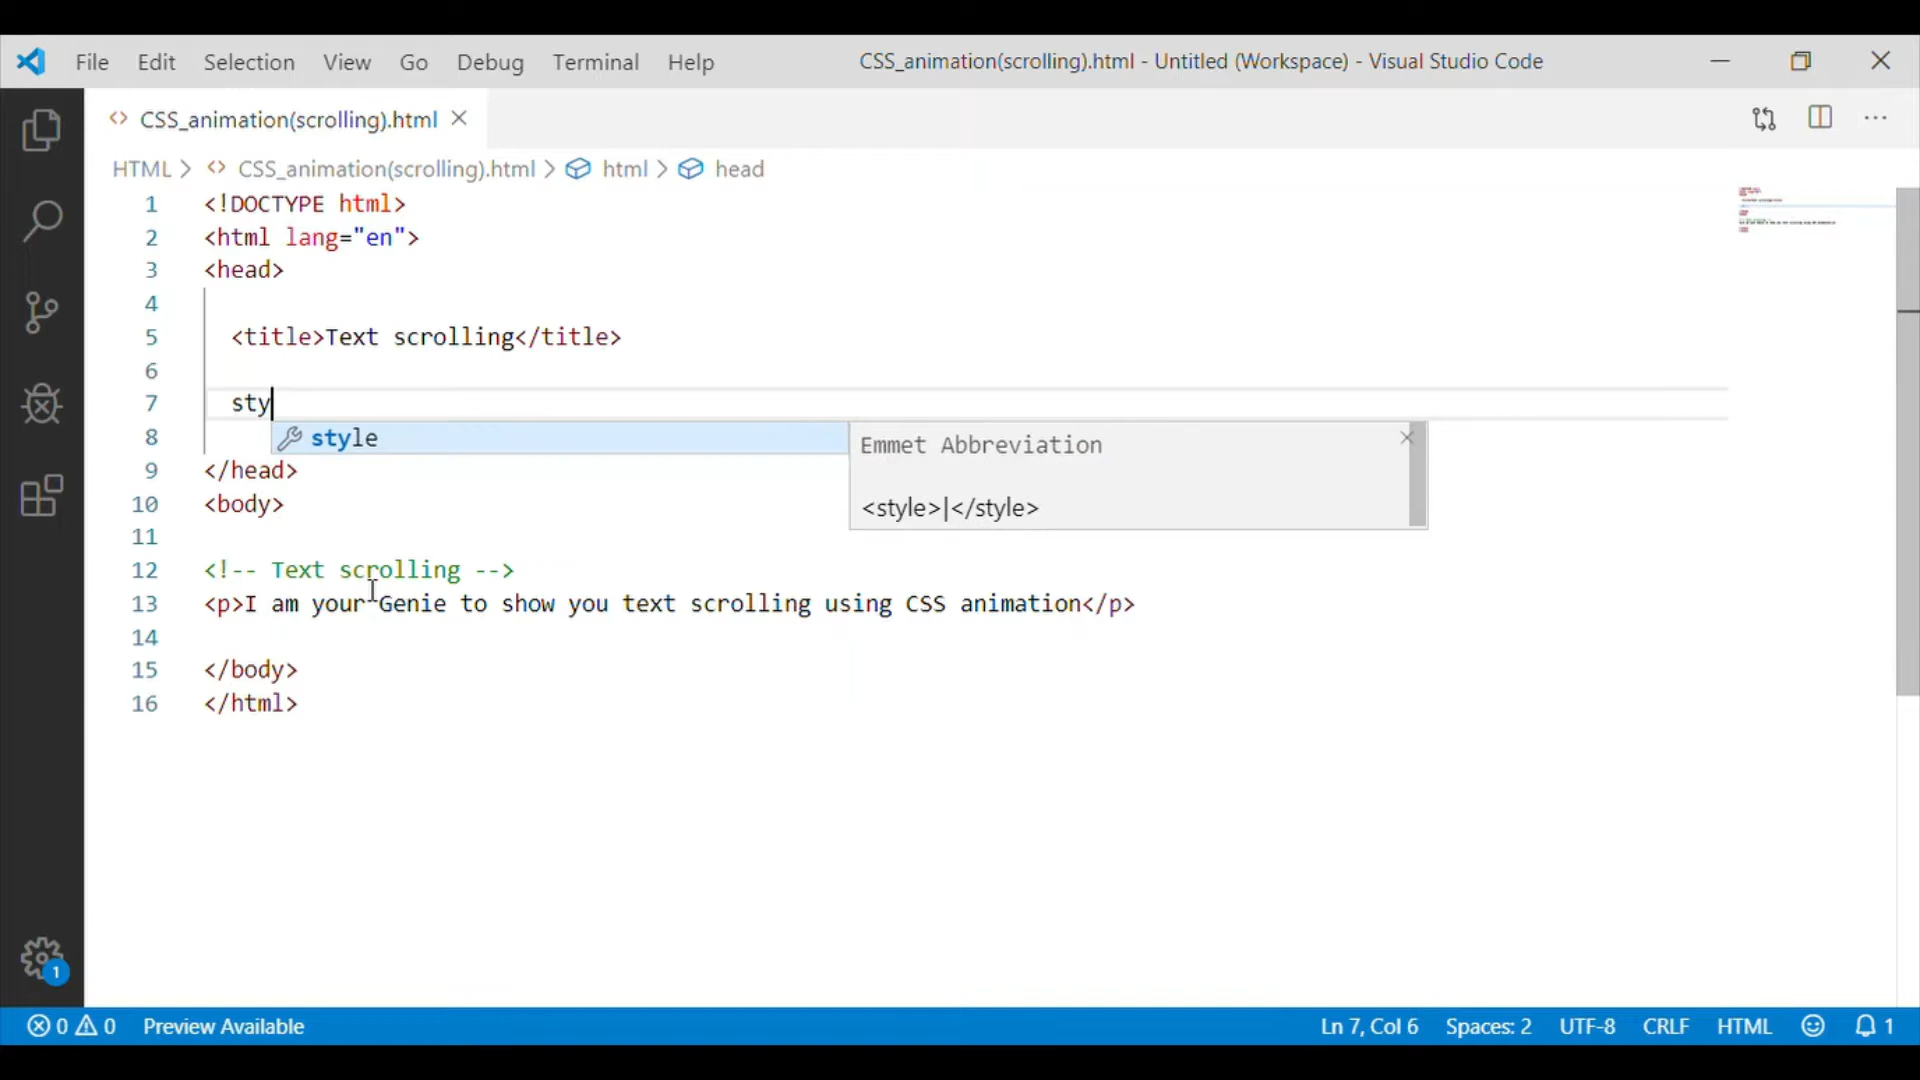 File Edit Selection View Go Debug Terminal Help CSS_animation(scrolling).html - Untitled (Workspace) - Visual Studio Code
CSS_animation(scrolling).html
HTML > CSS_animation(scrolling).html > html > head
1 <!DOCTYPE html>
2 <html lang="en">
3 <head>
4
5 <title>Text scrolling</title>
6
7 sty
8 style
Emmet Abbreviation
<style>|</style>
9 </head>
10 <body>
11
12 <!-- Text scrolling -->
13 <p>I am your Genie to show you text scrolling using CSS animation</p>
14
15 </body>
16 </html>
1
0 0 Preview Available Ln 7, Col 6 Spaces: 2 UTF-8 CRLF HTML 1